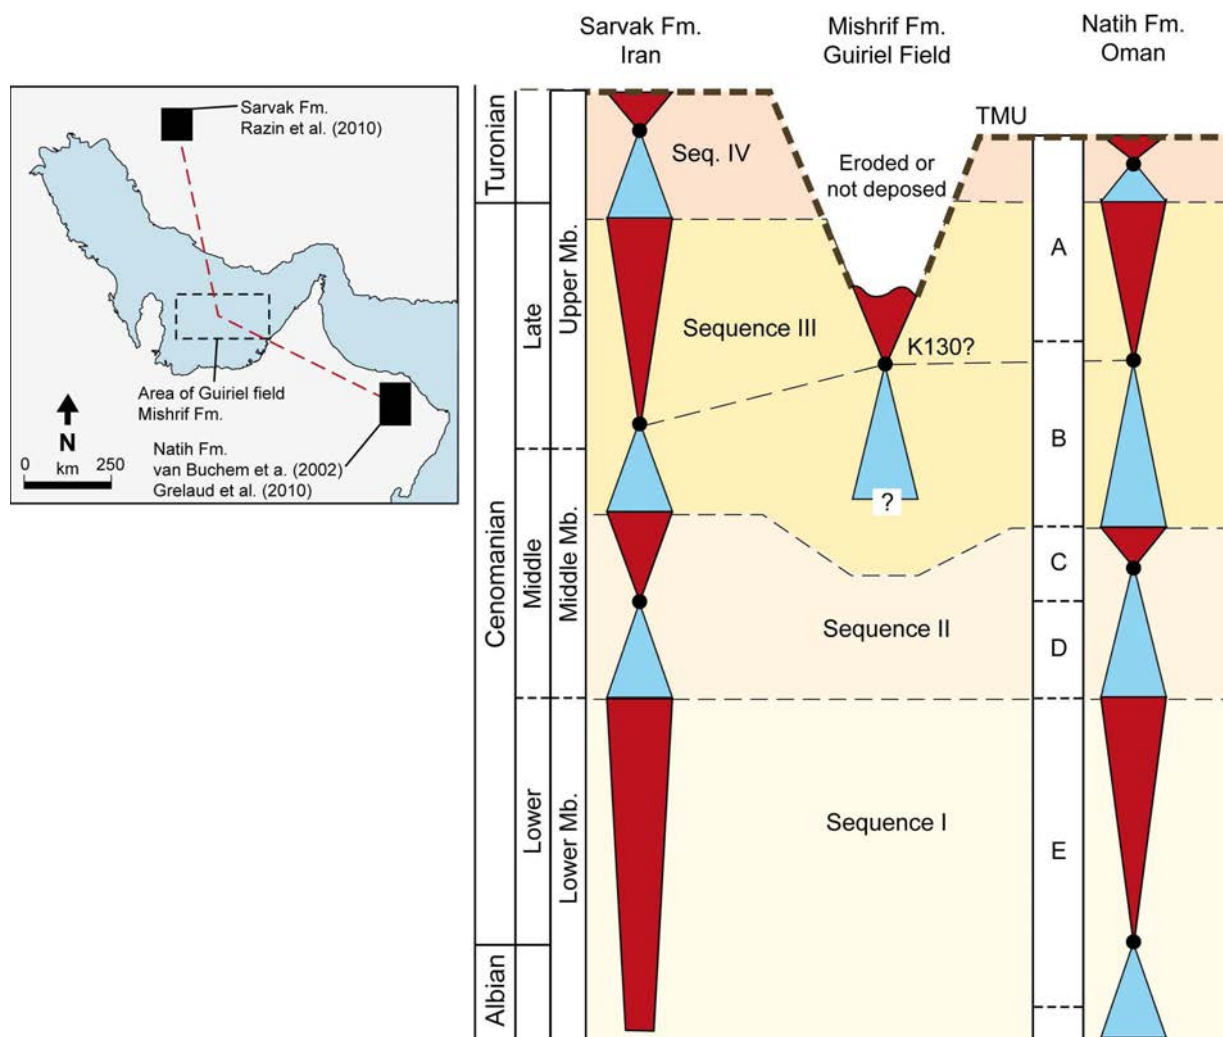 Sarvak Fm.
Iran
Mishrif Fm.
Guiriel Field
Natih Fm.
Oman
Sarvak Fm.
Razin et al. (2010)
Area of Guiriel field
Mishrif Fm.
N
0 km 250
Natih Fm.
van Buchem et a. (2002)
Grelaud et al. (2010)
Turonian
Cenomanian
Albian
Late
Middle
Lower
Upper Mb.
Middle Mb.
Lower Mb.
Seq. IV
Eroded or
not deposed
TMU
Sequence III
K130?
?
Sequence II
Sequence I
A
B
C
D
E